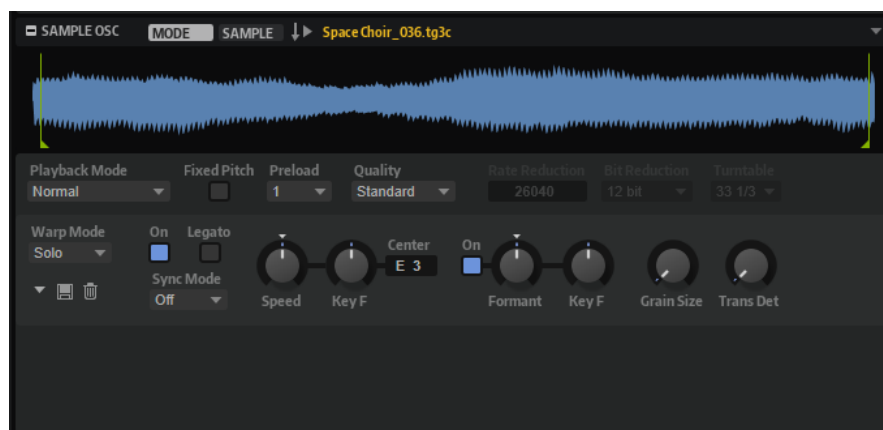 SAMPLE OSC MODE SAMPLE Space Choir_036.tg3c
Playback Mode Fixed Pitch Preload Quality Rate Reduction Bit Reduction Turntable
Normal 1 Standard 26040 12 bit 33 1/3
Warp Mode On Legato
Solo Center On
E 3
Sync Mode
Off Speed Key F Formant Key F Grain Size Trans Det